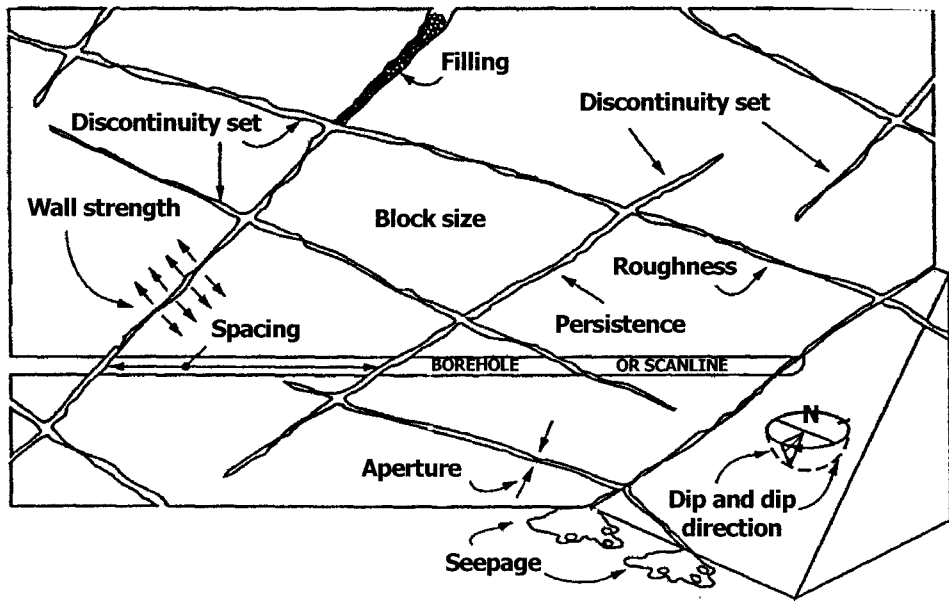 Filling
Discontinuity set
Discontinuity set
Wall strength
Block size
Roughness
Spacing
Persistence
BOREHOLE OR SCANLINE
N
Aperture
Dip and dip
direction
Seepage